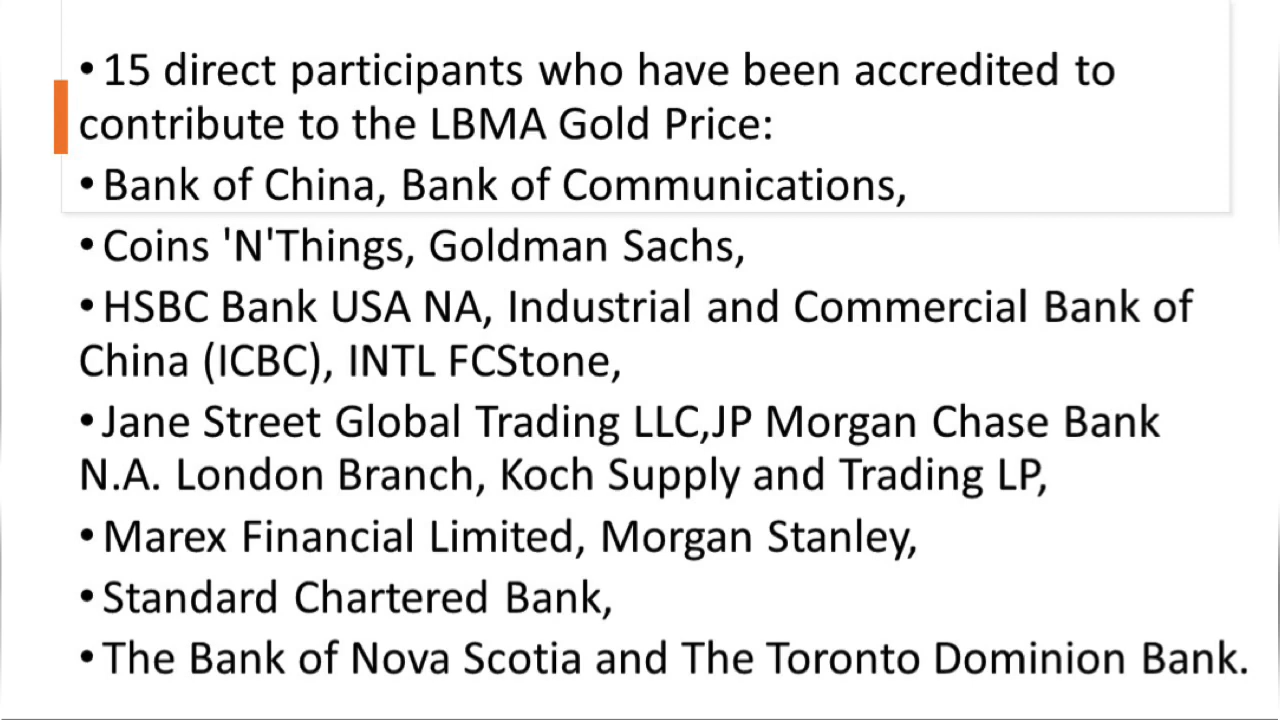 •15 direct participants who have been accredited to
contribute to the LBMA Gold Price:
•Bank of China, Bank of Communications,
•Coins 'N'Things, Goldman Sachs,
•HSBC Bank USA NA, Industrial and Commercial Bank of
China (ICBC), INTL FCStone,
•Jane Street Global Trading LLC,JP Morgan Chase Bank
N.A. London Branch, Koch Supply and Trading LP,
•Marex Financial Limited, Morgan Stanley,
•Standard Chartered Bank,
•The Bank of Nova Scotia and The Toronto Dominion Bank.